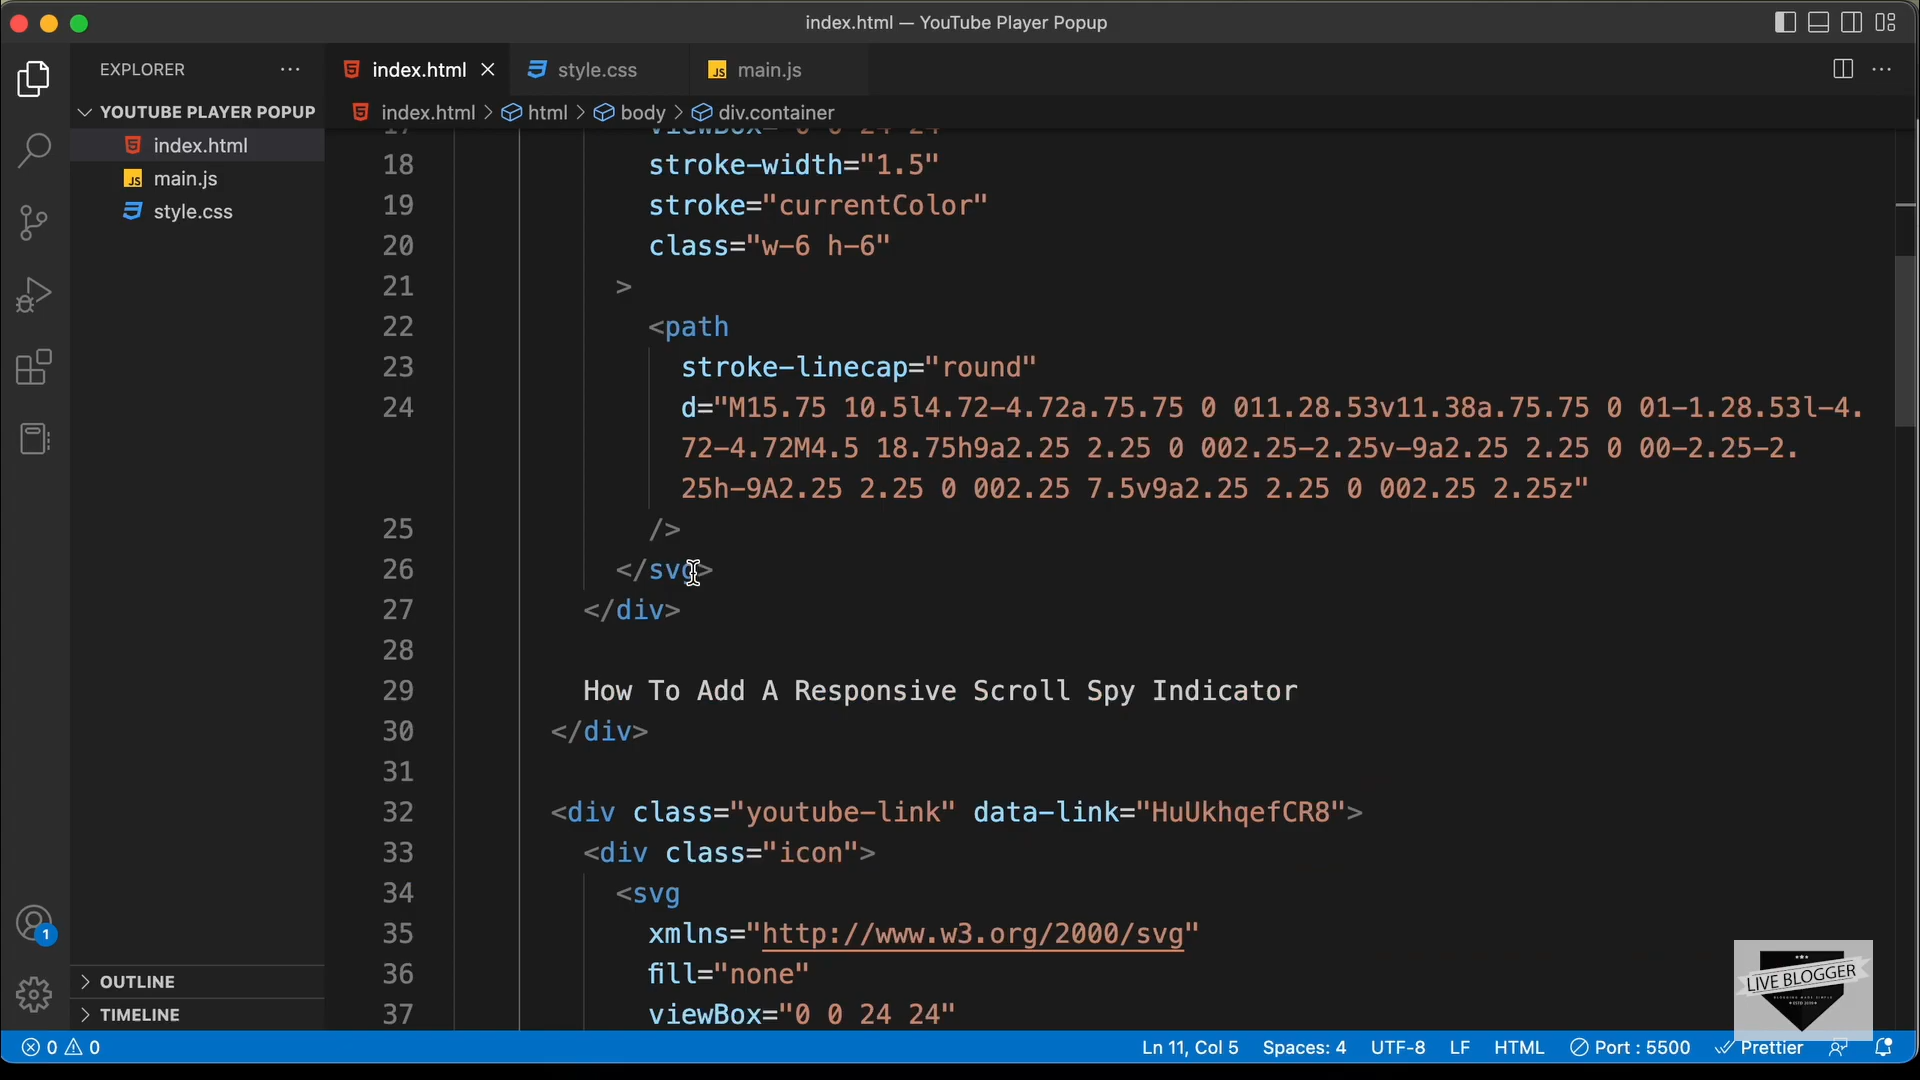 index.html — YouTube Player Popup
EXPLORER
index.html
style.css
JS main.js
YOUTUBE PLAYER POPUP
index.html > html > body > div.container
index.html
JS main.js
style.css
17 viewBox="0 0 24 24"
18 stroke-width="1.5"
19 stroke="currentColor"
20 class="w-6 h-6"
21 >
22 <path
23 stroke-linecap="round"
24 d="M15.75 10.5l4.72-4.72a.75.75 0 011.28.53v11.38a.75.75 0 01-1.28.53l-4.
72-4.72M4.5 18.75h9a2.25 2.25 0 002.25-2.25v-9a2.25 2.25 0 00-2.25-2.
25h-9A2.25 2.25 0 002.25 7.5v9a2.25 2.25 0 002.25 2.25z"
25 />
26 </svg>
27 </div>
28
29 How To Add A Responsive Scroll Spy Indicator
30 </div>
31
32 <div class="youtube-link" data-link="HuUkhqefCR8">
33 <div class="icon">
34 <svg
35 xmlns="http://www.w3.org/2000/svg"
36 fill="none"
37 viewBox="0 0 24 24"
1
OUTLINE
TIMELINE
LIVE BLOGGER
0 0
Ln 11, Col 5 Spaces: 4 UTF-8 LF HTML Port : 5500 Prettier